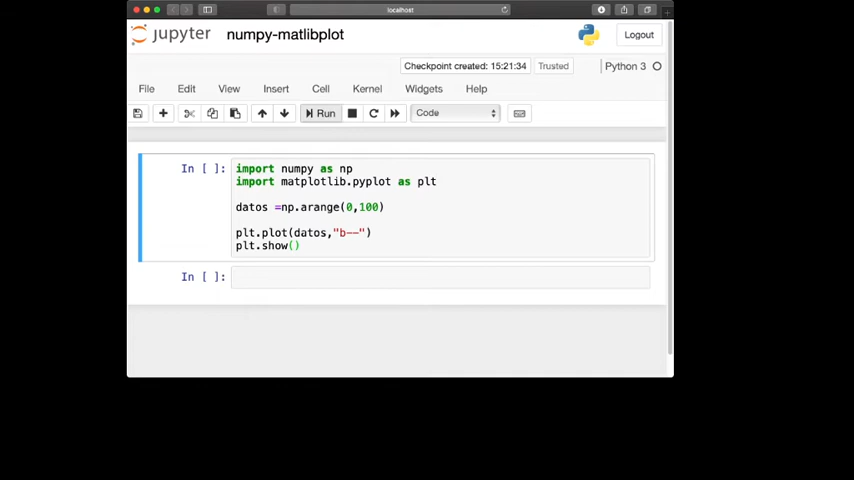 localhost
jupyter numpy-matlibplot
Logout
Checkpoint created: 15:21:34 Trusted Python 3
File Edit View Insert Cell Kernel Widgets Help
Run Code
In [ ]:
import numpy as np
import matplotlib.pyplot as plt
datos =np.arange(0,100)
plt.plot(datos,"b--")
plt.show()
In [ ]: